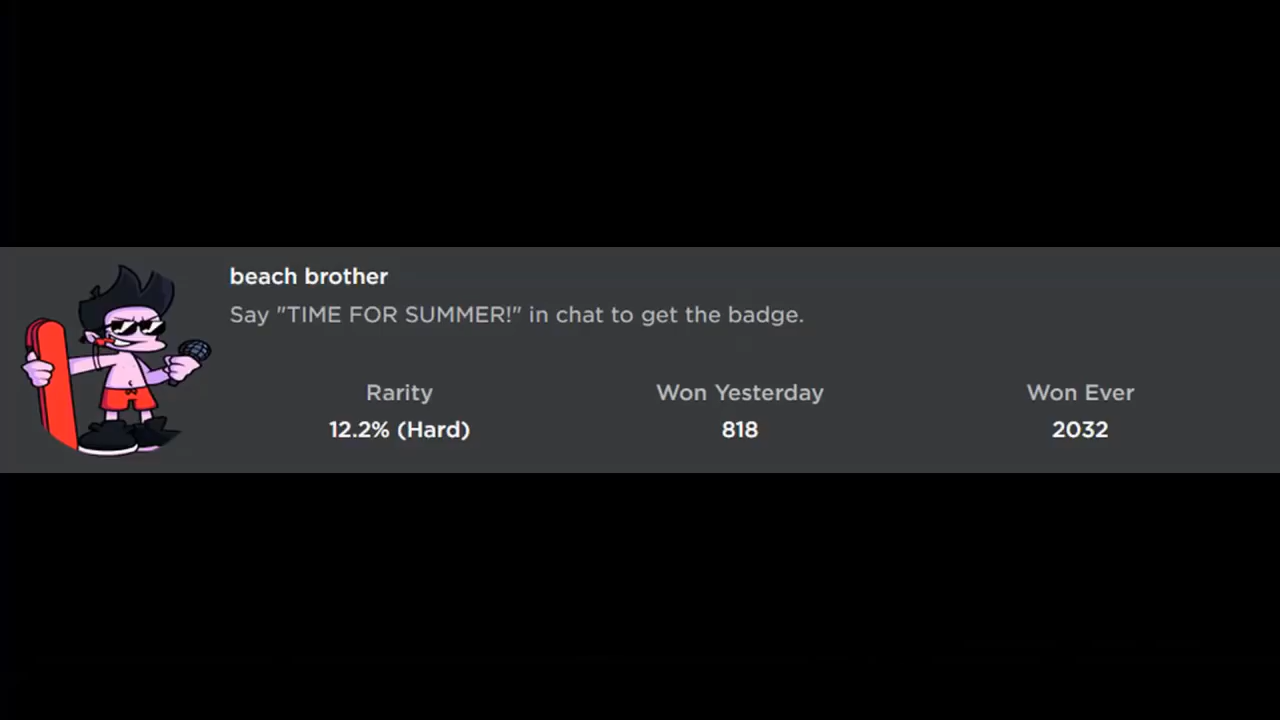 beach brother
Say "TIME FOR SUMMER!" in chat to get the badge.
Rarity Won Yesterday Won Ever
12.2% (Hard) 818 2032